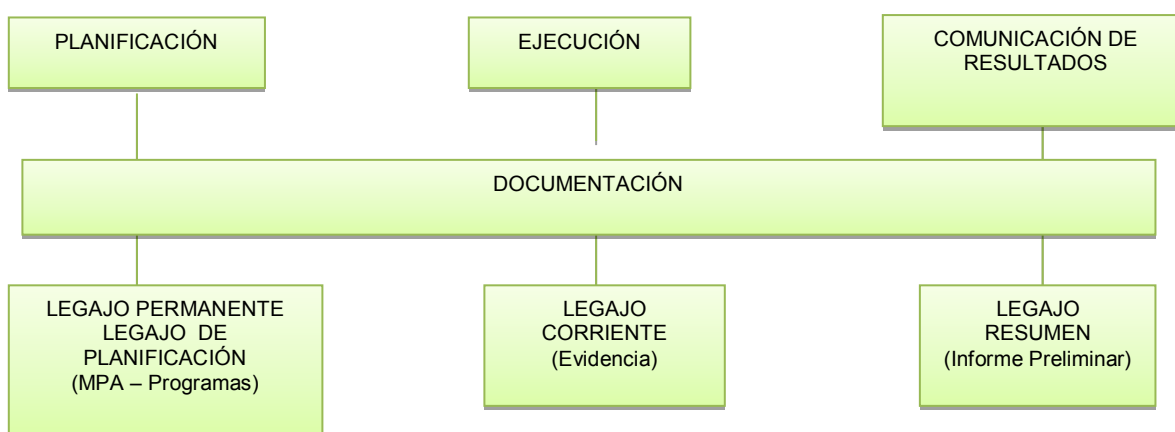 PLANIFICACIÓN
EJECUCIÓN
COMUNICACIÓN DE
RESULTADOS
DOCUMENTACIÓN
LEGAJO PERMANENTE
LEGAJO DE
PLANIFICACIÓN
(MPA – Programas)
LEGAJO
CORRIENTE
(Evidencia)
LEGAJO
RESUMEN
(Informe Preliminar)